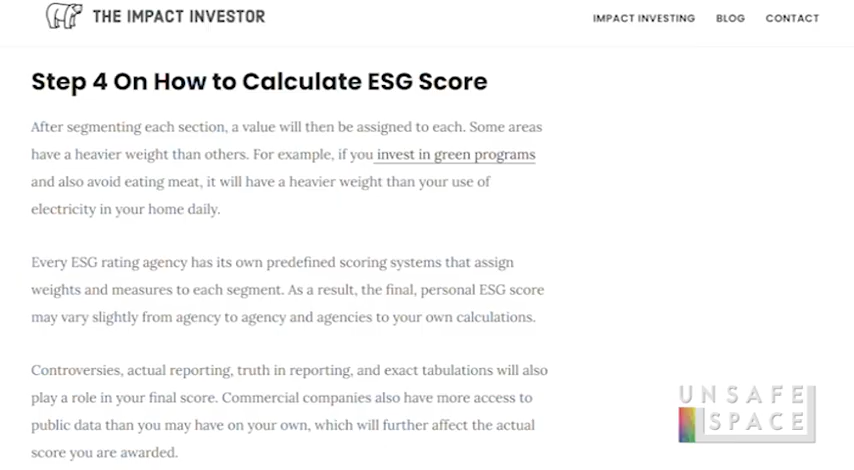 THE IMPACT INVESTOR
IMPACT INVESTING BLOG CONTACT
Step 4 On How to Calculate ESG Score
After segmenting each section, a value will then be assigned to each. Some areas
have a heavier weight than others. For example, if you invest in green programs
and also avoid eating meat, it will have a heavier weight than your use of
electricity in your home daily.
Every ESG rating agency has its own predefined scoring systems that assign
weights and measures to each segment. As a result, the final, personal ESG score
may vary slightly from agency to agency and agencies to your own calculations.
Controversies, actual reporting, truth in reporting, and exact tabulations will also
play a role in your final score. Commercial companies also have more access to
public data than you may have on your own, which will further affect the actual
score you are awarded.
UNSAFE
SPACE